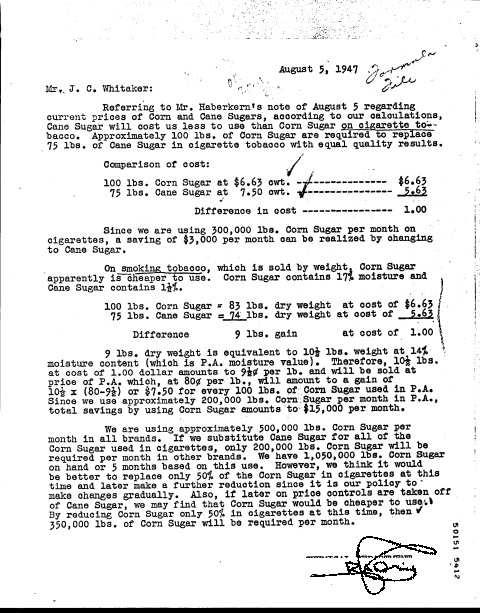 August 5, 1947
Formula
File
Mr. J. C. Whitaker:
Referring to Mr. Haberkern's note of August 5 regarding
current prices of Corn and Cane Sugars, according to our calculations,
Cane Sugar will cost us less to use than Corn Sugar on cigarette to-
bacco. Approximately 100 lbs. of Corn Sugar are required to replace
75 lbs. of Cane Sugar in cigarette tobacco with equal quality results.
Comparison of cost:
100 lbs. Corn Sugar at $6.63 cwt. --------------- $6.63
75 lbs. Cane Sugar at 7.50 cwt. --------------- 5.63
Difference in cost --------------- 1.00
Since we are using 300,000 lbs. Corn Sugar per month on
cigarettes, a saving of $3,000 per month can be realized by changing
to Cane Sugar.
On smoking tobacco, which is sold by weight, Corn Sugar
apparently is cheaper to use. Corn Sugar contains 17% moisture and
Cane Sugar contains 1½%.
100 lbs. Corn Sugar = 83 lbs. dry weight at cost of $6.63
75 lbs. Cane Sugar = 74 lbs. dry weight at cost of 5.63
Difference 9 lbs. gain at cost of 1.00
9 lbs. dry weight is equivalent to 10½ lbs. weight at 14%
moisture content (which is P.A. moisture value). Therefore, 10½ lbs.
at cost of 1.00 dollar amounts to 9½¢ per lb. and will be sold at
price of P.A. which, at 80¢ per lb., will amount to a gain of
10½ x (80-9½) or $7.50 for every 100 lbs. of Corn Sugar used in P.A.
Since we use approximately 200,000 lbs. Corn Sugar per month in P.A.,
total savings by using Corn Sugar amounts to $15,000 per month.
We are using approximately 500,000 lbs. Corn Sugar per
month in all brands. If we substitute Cane Sugar for all of the
Corn Sugar used in cigarettes, only 200,000 lbs. Corn Sugar will be
required per month in other brands. We have 1,050,000 lbs. Corn Sugar
on hand or 5 months based on this use. However, we think it would
be better to replace only 50% of the Corn Sugar in cigarettes at this
time and later make a further reduction since it is our policy to
make changes gradually. Also, if later on price controls are taken off
of Cane Sugar, we may find that Corn Sugar would be cheaper to use.
By reducing Corn Sugar only 50% in cigarettes at this time, then
350,000 lbs. of Corn Sugar will be required per month.
50151 5412